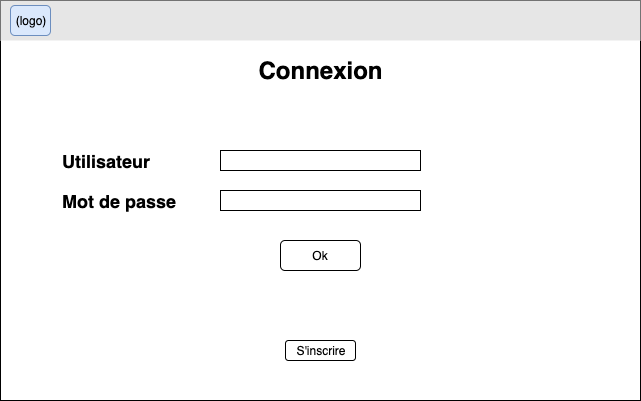 (logo)
Connexion
Utilisateur
Mot de passe
Ok
S'inscrire